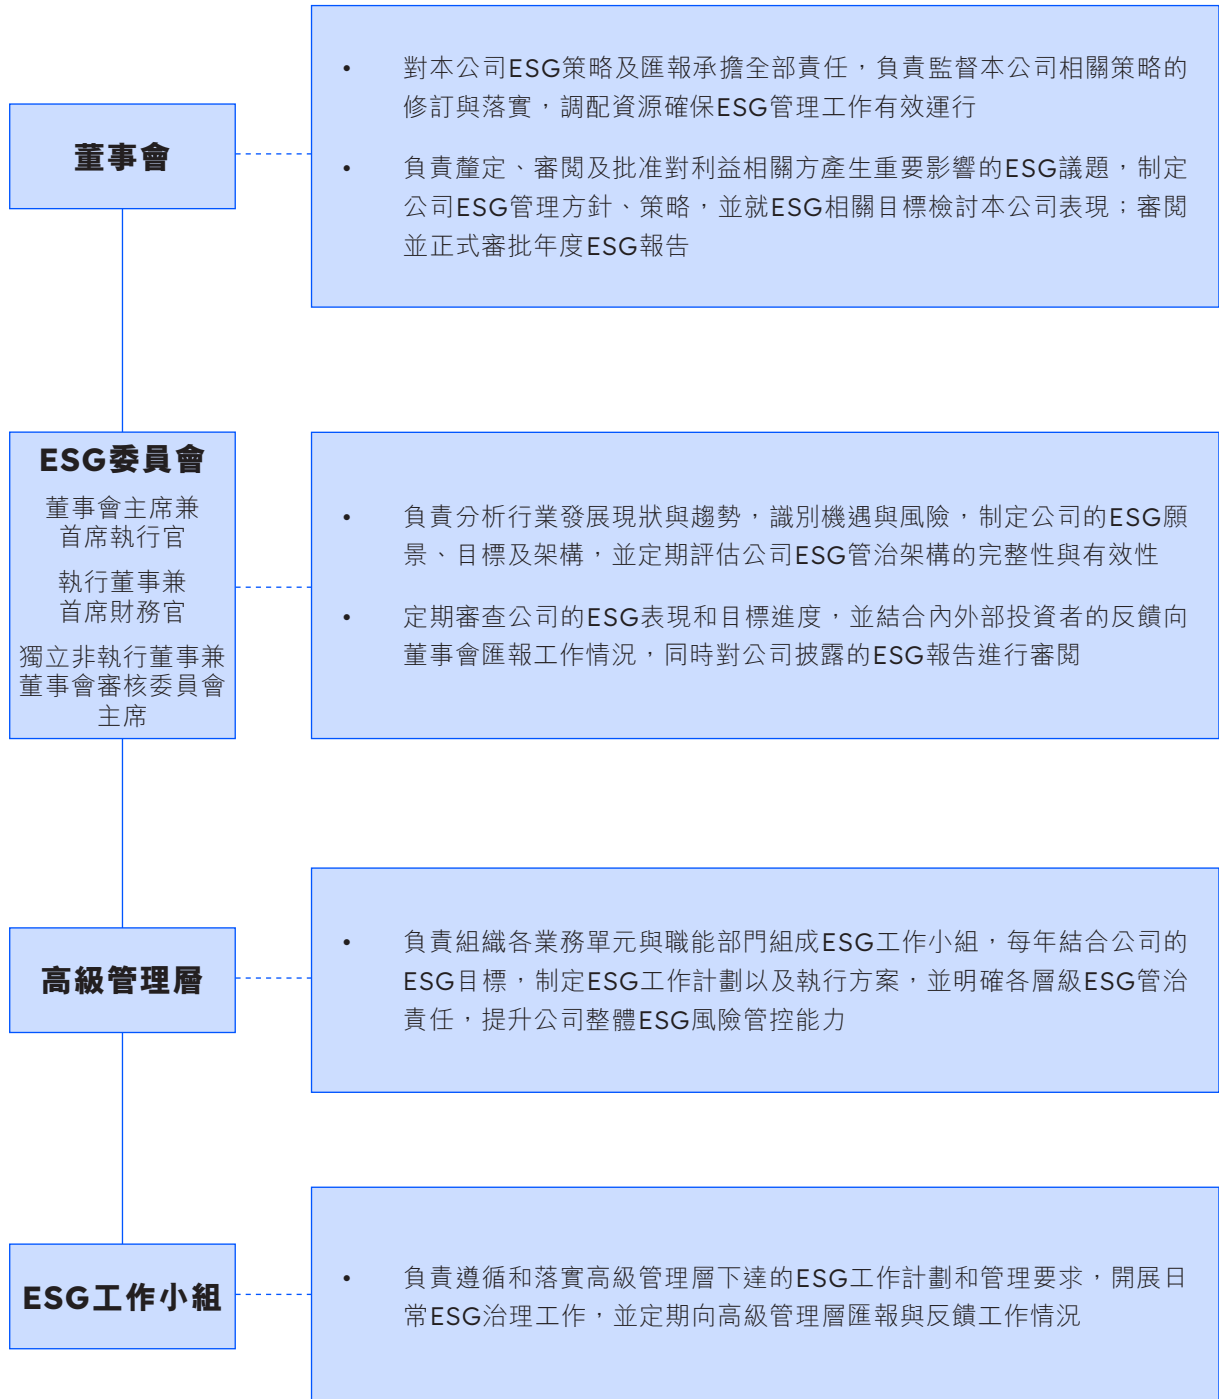 董事會
• 對本公司ESG策略及匯報承擔全部責任，負責監督本公司相關策略的
修訂與落實，調配資源確保ESG管理工作有效運行
• 負責釐定、審閱及批准對利益相關方產生重要影響的ESG議題，制定
公司ESG管理方針、策略，並就ESG相關目標檢討本公司表現；審閱
並正式審批年度ESG報告
ESG委員會
董事會主席兼
首席執行官
執行董事兼
首席財務官
獨立非執行董事兼
董事會審核委員會
主席
• 負責分析行業發展現狀與趨勢，識別機遇與風險，制定公司的ESG願
景、目標及架構，並定期評估公司ESG管治架構的完整性與有效性
• 定期審查公司的ESG表現和目標進度，並結合內外部投資者的反饋向
董事會匯報工作情況，同時對公司披露的ESG報告進行審閱
高級管理層
• 負責組織各業務單元與職能部門組成ESG工作小組，每年結合公司的
ESG目標，制定ESG工作計劃以及執行方案，並明確各層級ESG管治
責任，提升公司整體ESG風險管控能力
ESG工作小組
• 負責遵循和落實高級管理層下達的ESG工作計劃和管理要求，開展日
常ESG治理工作，並定期向高級管理層匯報與反饋工作情況